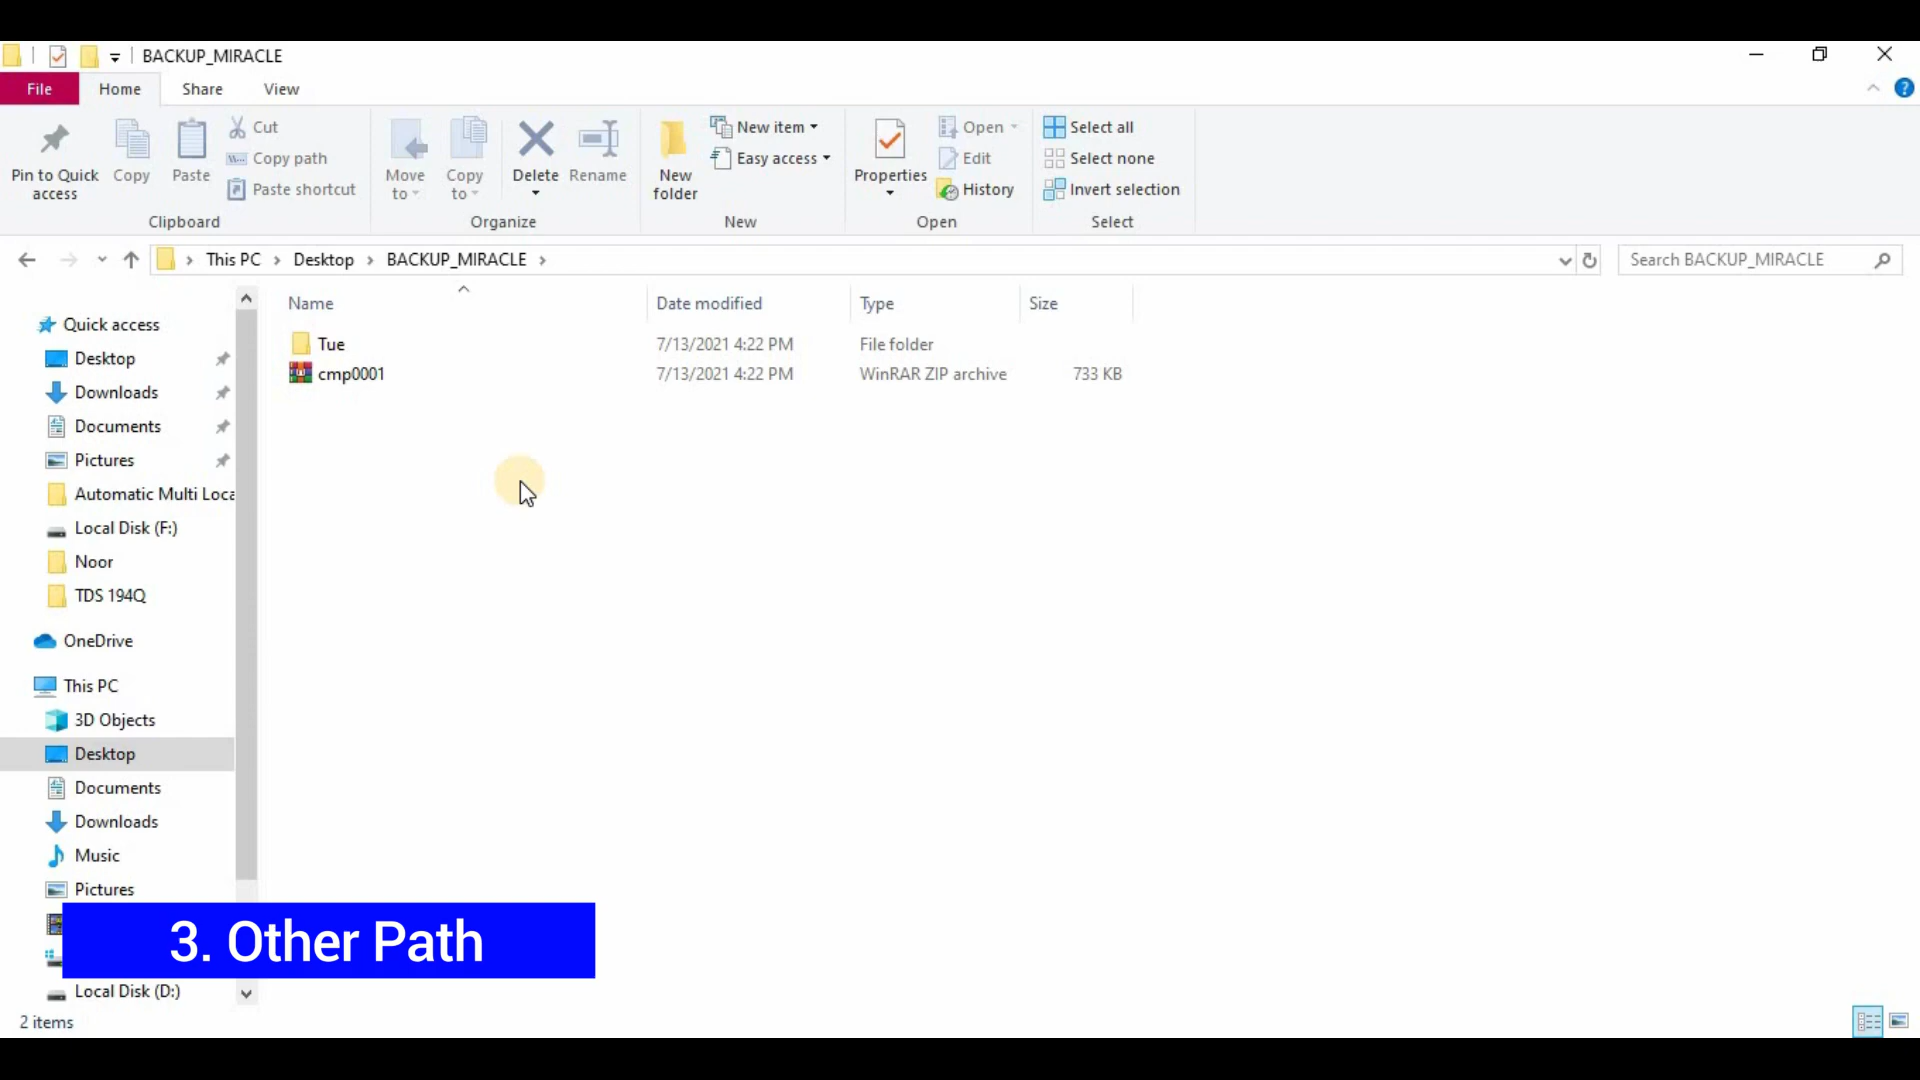 BACKUP_MIRACLE
File Home Share View
Pin to Quick access
Copy
Paste
Cut
Copy path
Paste shortcut
Clipboard
Move to
Copy to
Delete
Rename
Organize
New folder
New item
Easy access
New
Properties
Open
Edit
History
Open
Select all
Select none
Invert selection
Select
This PC > Desktop > BACKUP_MIRACLE >
Search BACKUP_MIRACLE
Name Date modified Type Size
Tue 7/13/2021 4:22 PM File folder
cmp0001 7/13/2021 4:22 PM WinRAR ZIP archive 733 KB
Quick access
Desktop
Downloads
Documents
Pictures
Automatic Multi Loca
Local Disk (F:)
Noor
TDS 194Q
OneDrive
This PC
3D Objects
Desktop
Documents
Downloads
Music
Pictures
3. Other Path
Local Disk (D:)
2 items